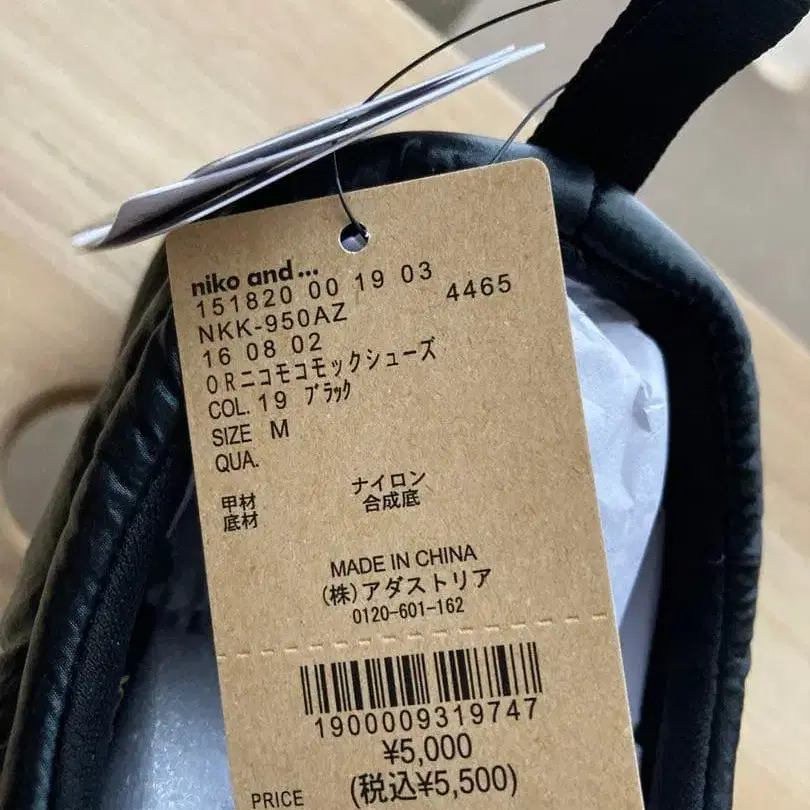 niko and ...
151820 00 19 03
4465
NKK-950AZ
16 08 02
ORニコモコモックシューズ
COL. 19 ﾌﾞﾗｯｸ
SIZE M
QUA.
甲材 ナイロン
底材 合成底
MADE IN CHINA
(株)アダストリア
0120-601-162
1900009319747
¥5,000
PRICE (税込¥5,500)